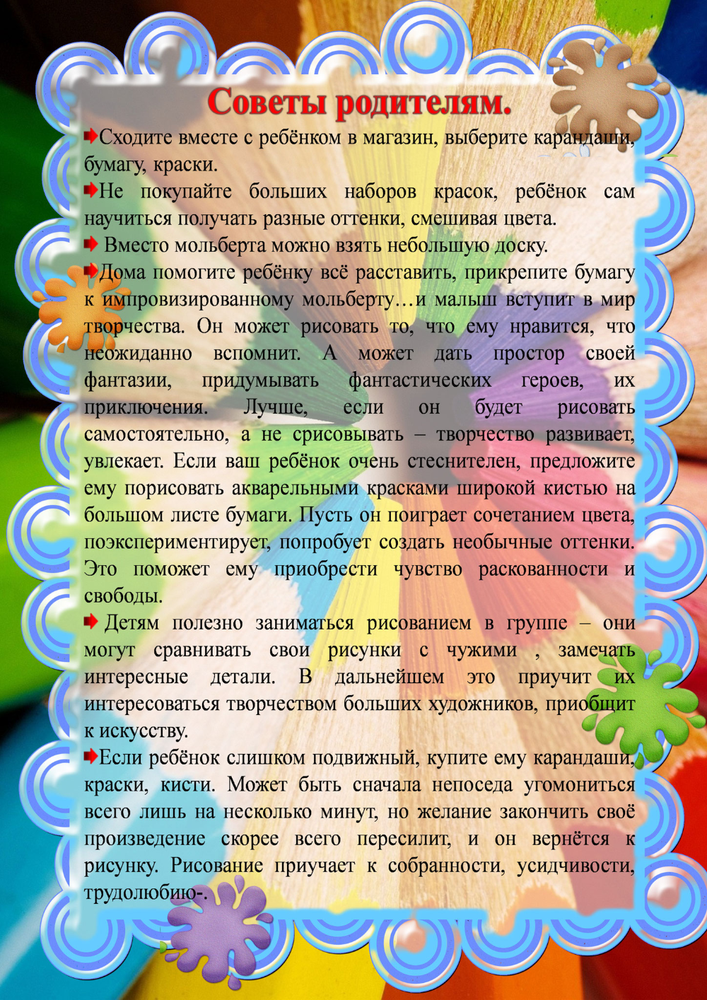 Советы родителям.
Сходите вместе с ребёнком в магазин, выберите карандаши,
бумагу, краски.
Не покупайте больших наборов красок, ребёнок сам
научиться получать разные оттенки, смешивая цвета.
Вместо мольберта можно взять небольшую доску.
Дома помогите ребёнку всё расставить, прикрепите бумагу
к импровизированному мольберту…и малыш вступит в мир
творчества. Он может рисовать то, что ему нравится, что
неожиданно вспомнит. А может дать простор своей
фантазии, придумывать фантастических героев, их
приключения. Лучше, если он будет рисовать
самостоятельно, а не срисовывать – творчество развивает,
увлекает. Если ваш ребёнок очень стеснителен, предложите
ему порисовать акварельными красками широкой кистью на
большом листе бумаги. Пусть он поиграет сочетанием цвета,
поэкспериментирует, попробует создать необычные оттенки.
Это поможет ему приобрести чувство раскованности и
свободы.
Детям полезно заниматься рисованием в группе – они
могут сравнивать свои рисунки с чужими , замечать
интересные детали. В дальнейшем это приучит их
интересоваться творчеством больших художников, приобщит
к искусству.
Если ребёнок слишком подвижный, купите ему карандаши,
краски, кисти. Может быть сначала непоседа угомониться
всего лишь на несколько минут, но желание закончить своё
произведение скорее всего пересилит, и он вернётся к
рисунку. Рисование приучает к собранности, усидчивости,
трудолюбию-.